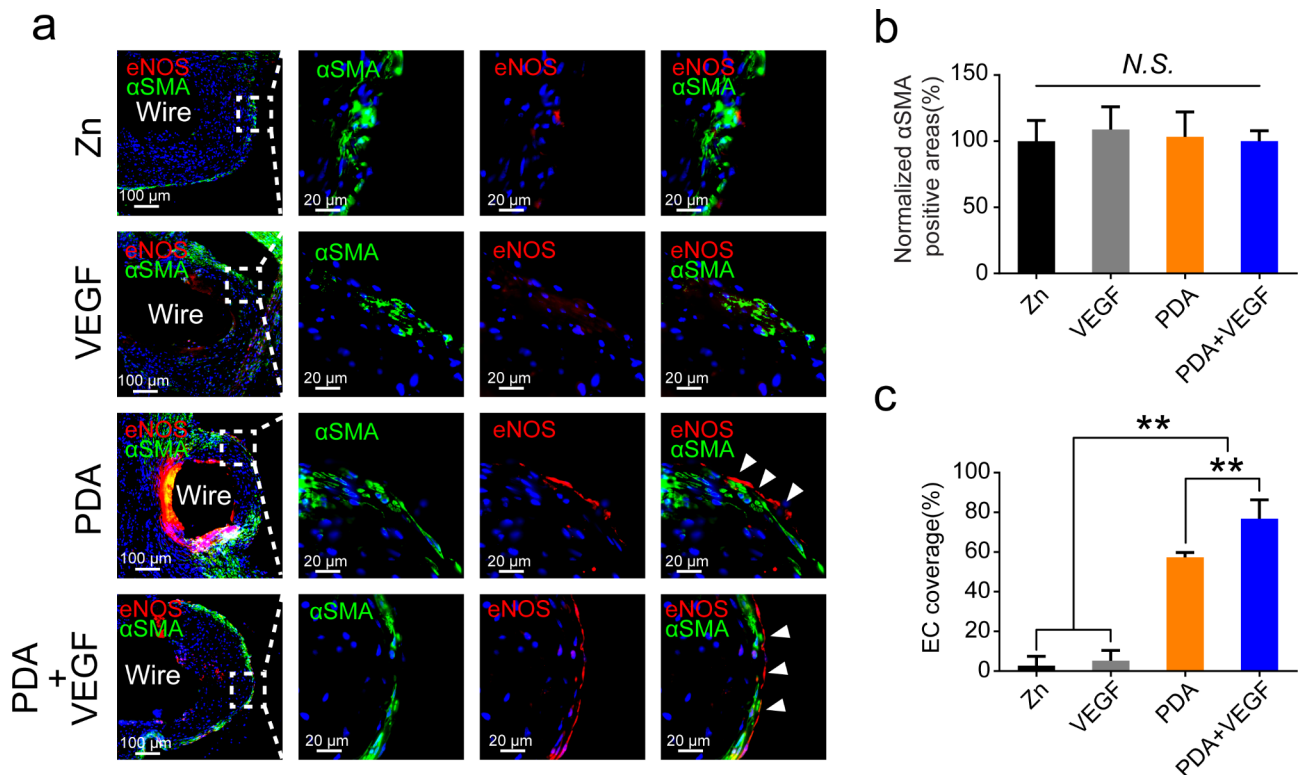 a
Zn
eNOS
αSMA
Wire
100 µm
αSMA
20 µm
eNOS
20 µm
eNOS
αSMA
20 µm
VEGF
eNOS
αSMA
Wire
100 µm
αSMA
20 µm
eNOS
20 µm
eNOS
αSMA
20 µm
PDA
eNOS
αSMA
Wire
100 µm
αSMA
20 µm
eNOS
20 µm
eNOS
αSMA
20 µm
PDA
+
VEGF
eNOS
αSMA
Wire
100 µm
αSMA
20 µm
eNOS
20 µm
eNOS
αSMA
20 µm
b
Normalized αSMA
positive areas(%)
150
100
50
100
0
N.S.
Zn
VEGF
PDA
PDA+VEGF
c
EC coverage(%)
100
80
60
40
20
0
**
**
Zn
VEGF
PDA
PDA+VEGF